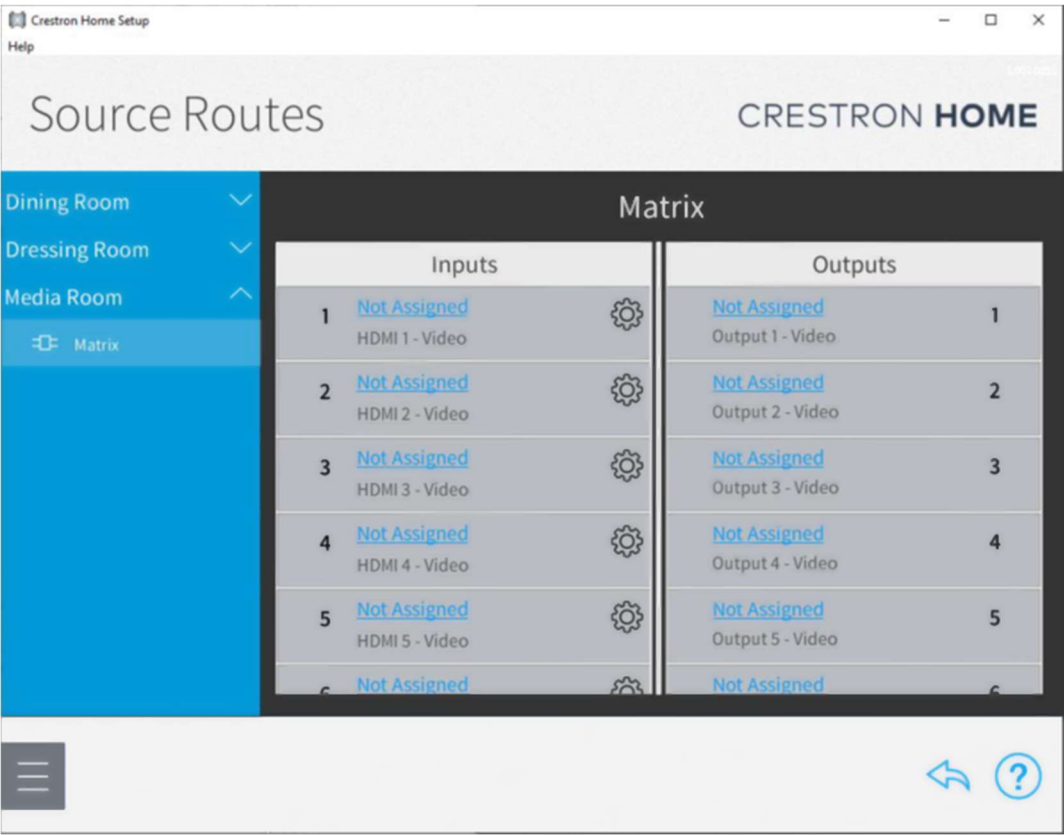 Crestron Home Setup
Help
Source Routes
CRESTRON HOME
Dining Room
Dressing Room
Media Room
Matrix
Matrix
Inputs
Outputs
1 Not Assigned
HDMI 1 - Video
Not Assigned 1
Output 1 - Video
2 Not Assigned
HDMI 2 - Video
Not Assigned 2
Output 2 - Video
3 Not Assigned
HDMI 3 - Video
Not Assigned 3
Output 3 - Video
4 Not Assigned
HDMI 4 - Video
Not Assigned 4
Output 4 - Video
5 Not Assigned
HDMI 5 - Video
Not Assigned 5
Output 5 - Video
6 Not Assigned
Not Assigned 6
?